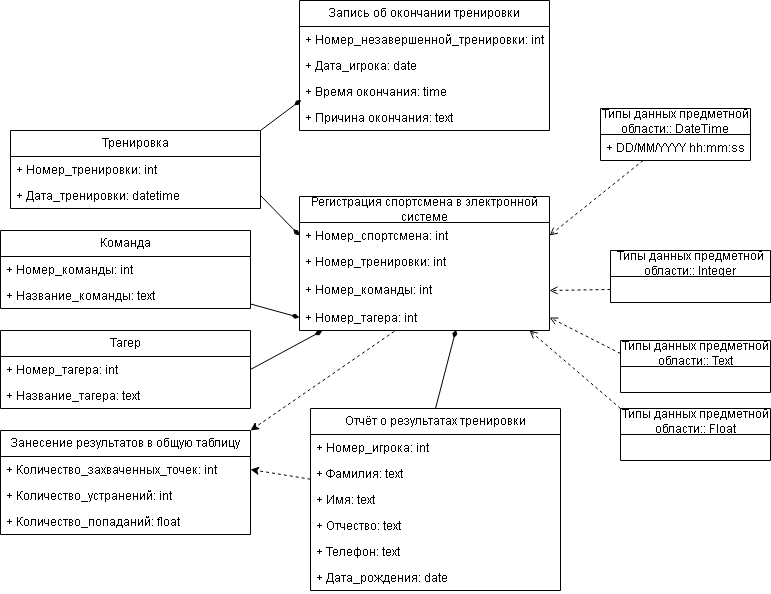 Запись об окончании тренировки
+ Номер_незавершенной_тренировки: int
+ Дата_игрока: date
+ Время окончания: time
+ Причина окончания: text
Типы данных предметной
области:: DateTime
+ DD/MM/YYYY hh:mm:ss
Тренировка
+ Номер_тренировки: int
+ Дата_тренировки: datetime
Регистрация спортсмена в электронной
системе
+ Номер_спортсмена: int
+ Номер_тренировки: int
+ Номер_команды: int
+ Номер_тагера: int
Команда
+ Номер_команды: int
+ Название_команды: text
Типы данных предметной
области:: Integer
Тагер
+ Номер_тагера: int
+ Название_тагера: text
Типы данных предметной
области:: Text
Типы данных предметной
области:: Float
Занесение результатов в общую таблицу
+ Количество_захваченных_точек: int
+ Количество_устранений: int
+ Количество_попаданий: float
Отчёт о результатах тренировки
+ Номер_игрока: int
+ Фамилия: text
+ Имя: text
+ Отчество: text
+ Телефон: text
+ Дата_рождения: date